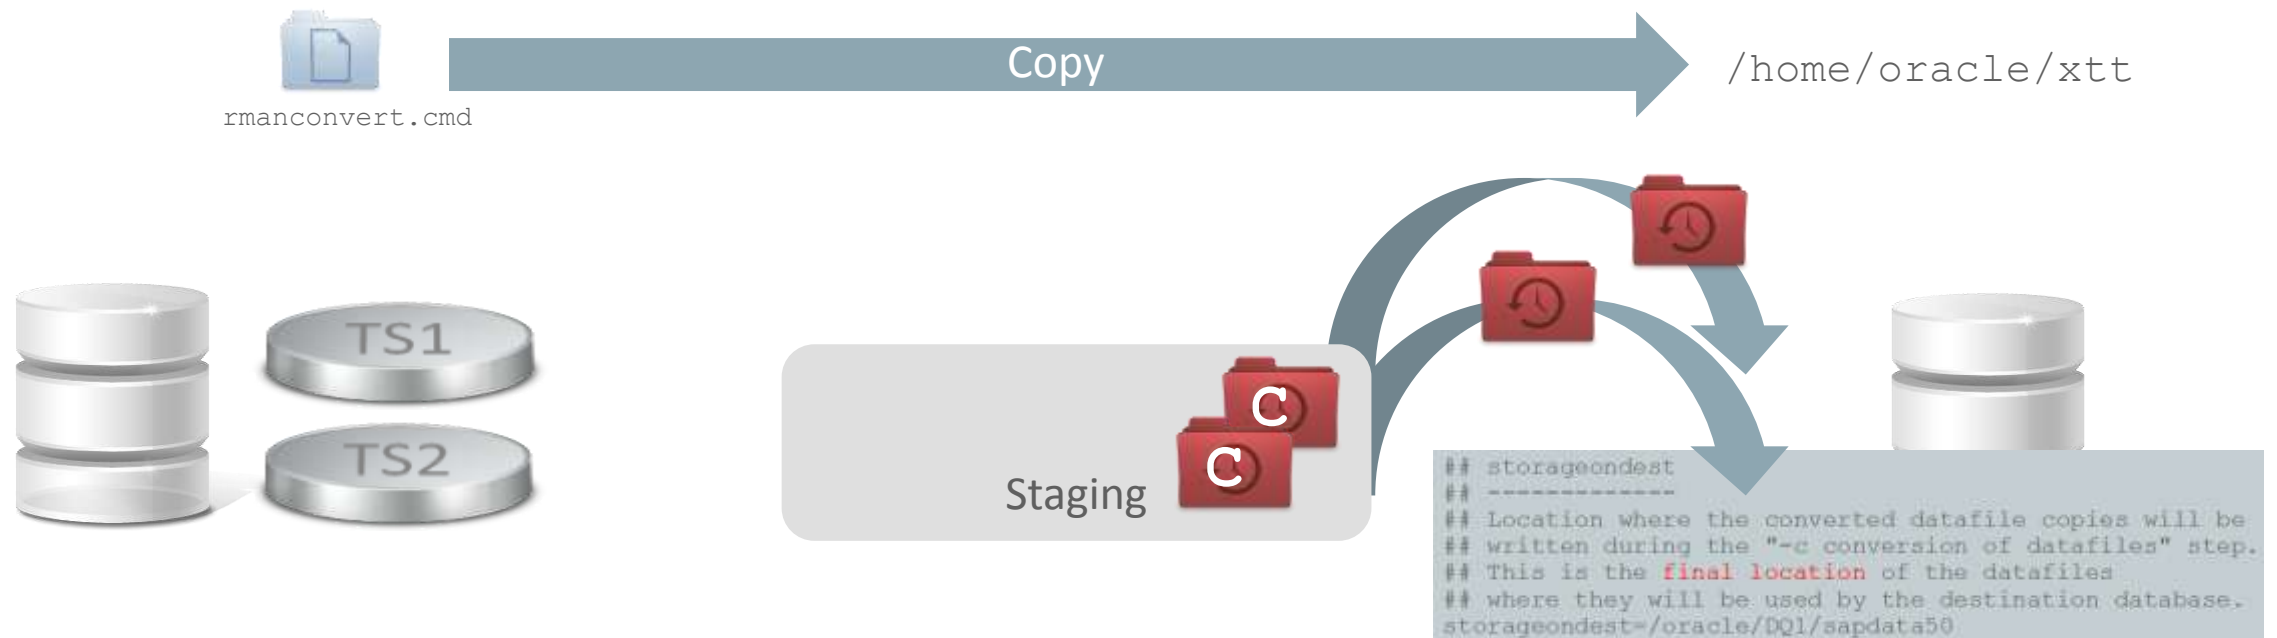 Copy
/home/oracle/xtt
rmanconvert.cmd
TS1
TS2
C
C
Staging
## storageondest
## -------------
## Location where the converted datafile copies will be
## written during the "-c conversion of datafiles" step.
## This is the final location of the datafiles
## where they will be used by the destination database.
storageondest=/oracle/DQ1/sapdata50